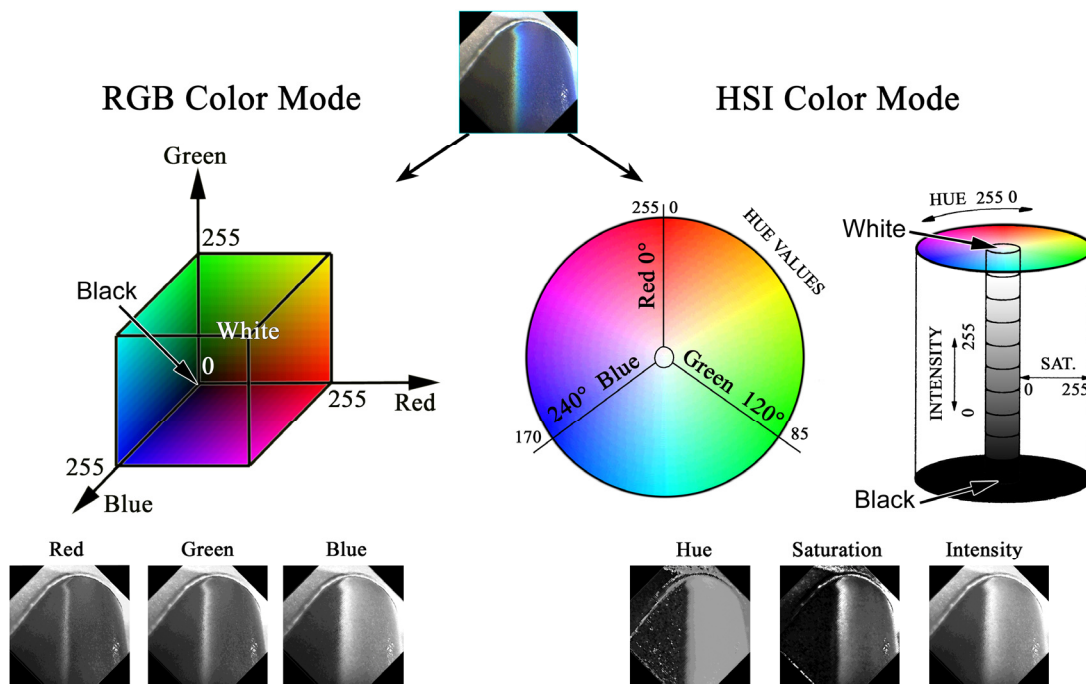 RGB Color Mode
HSI Color Mode
Green
255
Black
White
0
255
Red
255
Blue
255 0
HUE VALUES
Red 0°
240° Blue
Green 120°
170
85
HUE 255 0
White
INTENSITY
255
0
SAT.
0 255
Black
Red Green Blue
Hue Saturation Intensity